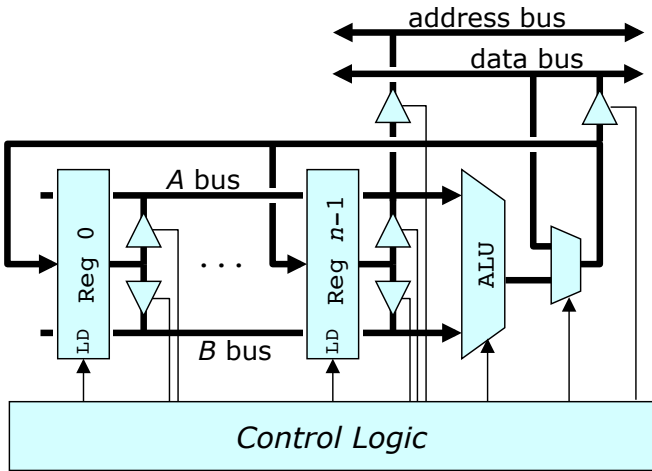 address bus
data bus
A bus
LD Reg 0
. . .
LD Reg n-1
ALU
B bus
Control Logic